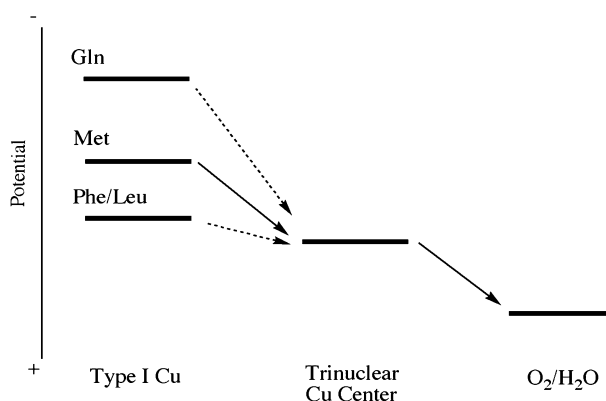 -
Gln
Met
Phe/Leu
Potential
+
Type I Cu
Trinuclear
Cu Center
O₂/H₂O